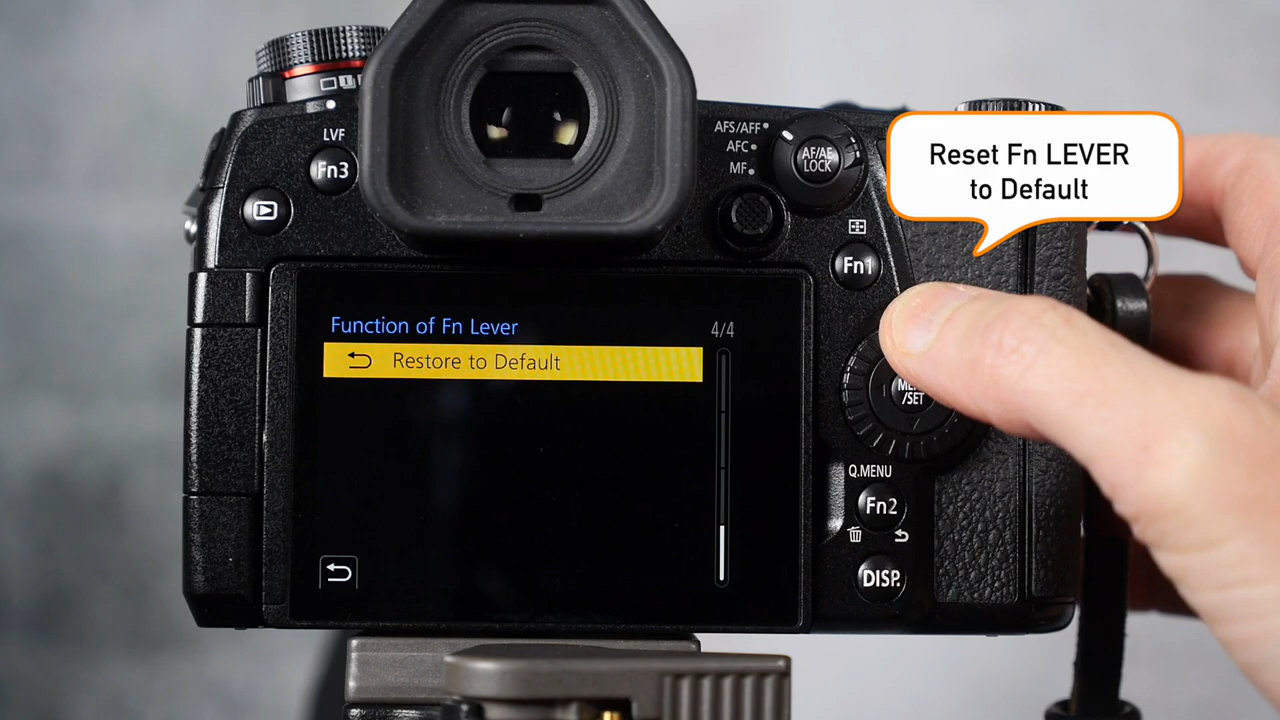 LVF
Fn3
AFS/AFF
AFC
MF
AF/AE
LOCK
Reset Fn LEVER
to Default
Fn1
Function of Fn Lever
4/4
Restore to Default
/SET
Q.MENU
Fn2
DISP.